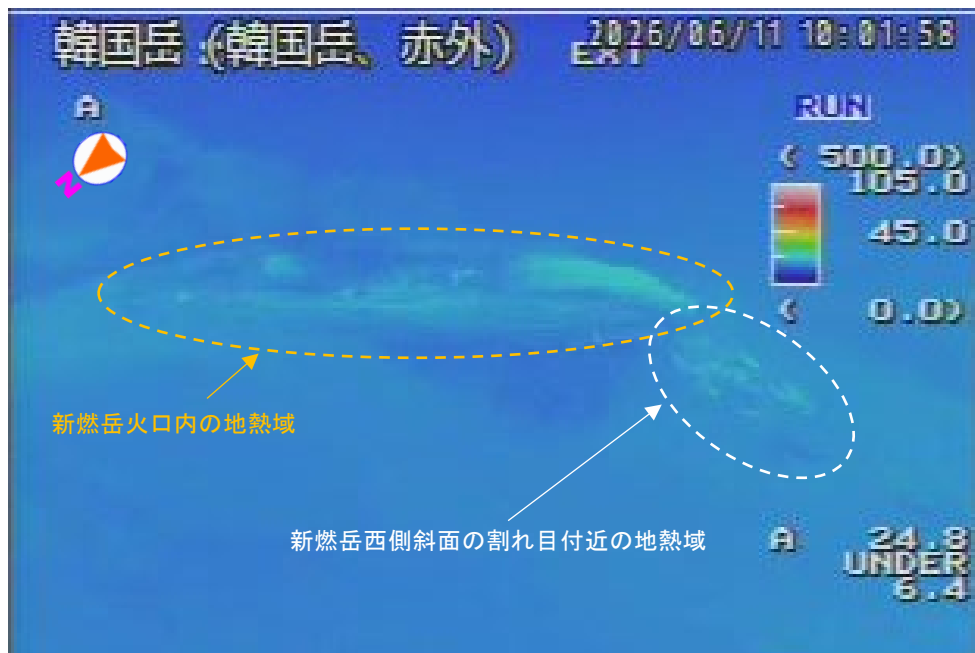 韓国岳 (韓国岳、赤外)
2026/06/11 10:01:58
EXT
A
N
RUN
( 500.0)
105.0
45.0
( 0.0)
新燃岳火口内の地熱域
新燃岳西側斜面の割れ目付近の地熱域
A 24.8
UNDER
6.4